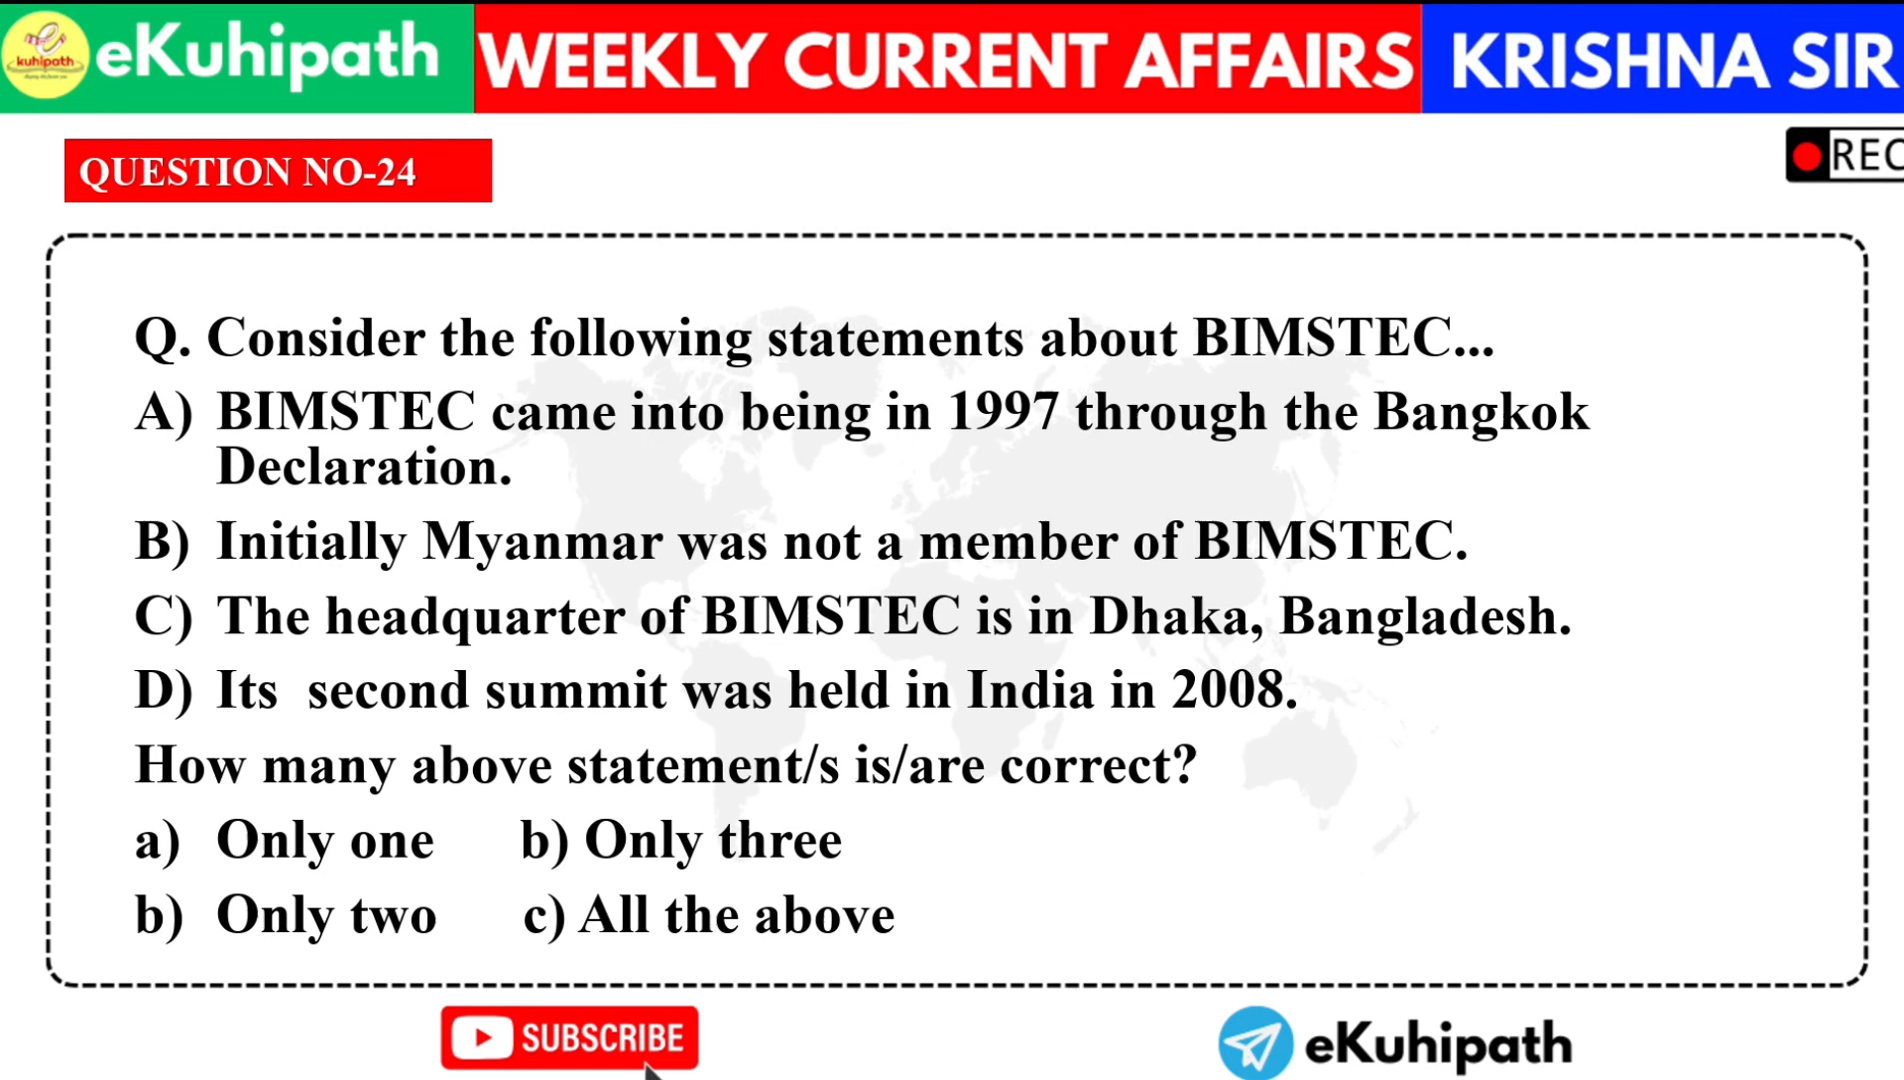 kuhipath
eKuhipath WEEKLY CURRENT AFFAIRS KRISHNA SIR
QUESTION NO-24
REC
Q. Consider the following statements about BIMSTEC...
A) BIMSTEC came into being in 1997 through the Bangkok
Declaration.
B) Initially Myanmar was not a member of BIMSTEC.
C) The headquarter of BIMSTEC is in Dhaka, Bangladesh.
D) Its second summit was held in India in 2008.
How many above statement/s is/are correct?
a) Only one b) Only three
b) Only two c) All the above
SUBSCRIBE
eKuhipath